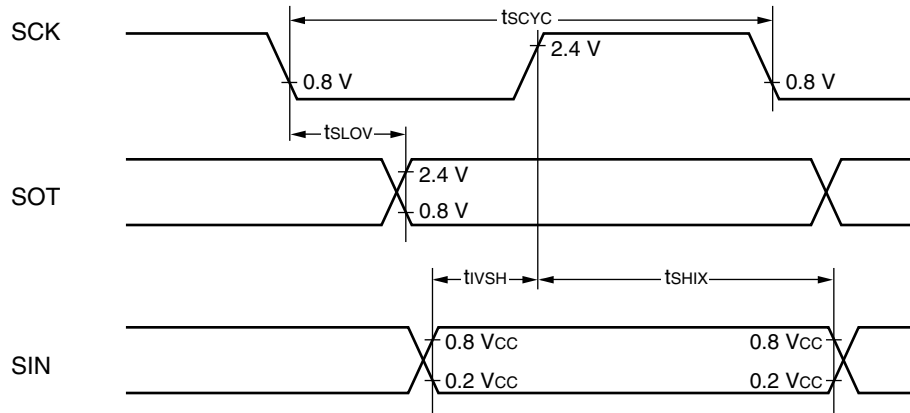 tSCYC
SCK
2.4 V
0.8 V
0.8 V
tSLOV
SOT
2.4 V
0.8 V
tIVSH
tSHIX
SIN
0.8 VCC
0.8 VCC
0.2 VCC
0.2 VCC